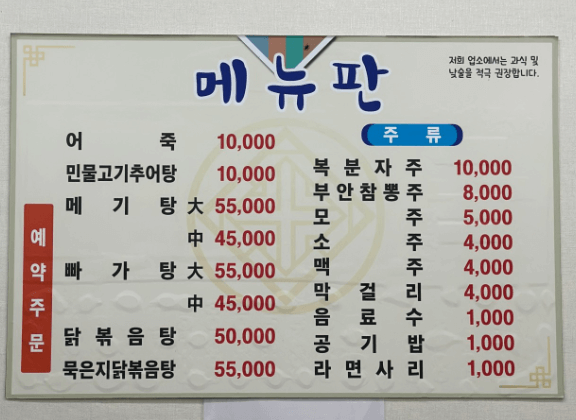 메뉴판
저희 업소에서는 과식 및
낮술을 적극 권장합니다.
어죽 10,000
민물고기추어탕 10,000
예약주문
메기탕 大 55,000
中 45,000
빠가탕 大 55,000
中 45,000
닭볶음탕 50,000
묵은지닭볶음탕 55,000
주류
복분자주 10,000
부안참뽕주 8,000
모주 5,000
소주 4,000
맥주 4,000
막걸리 4,000
음료수 1,000
공기밥 1,000
라면사리 1,000